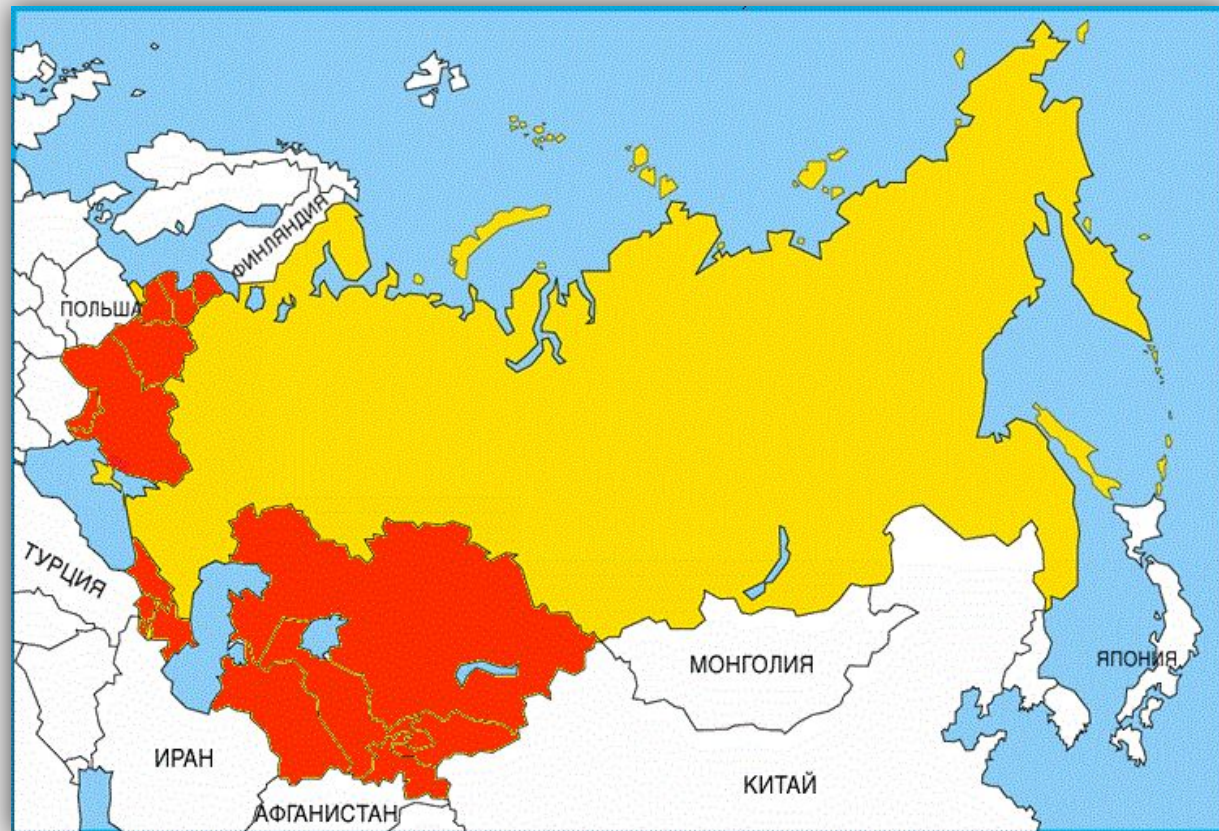 ФИНЛЯНДИЯ
ПОЛЬША
ТУРЦИЯ
МОНГОЛИЯ
ЯПОНИЯ
ИРАН
КИТАЙ
АФГАНИСТАН